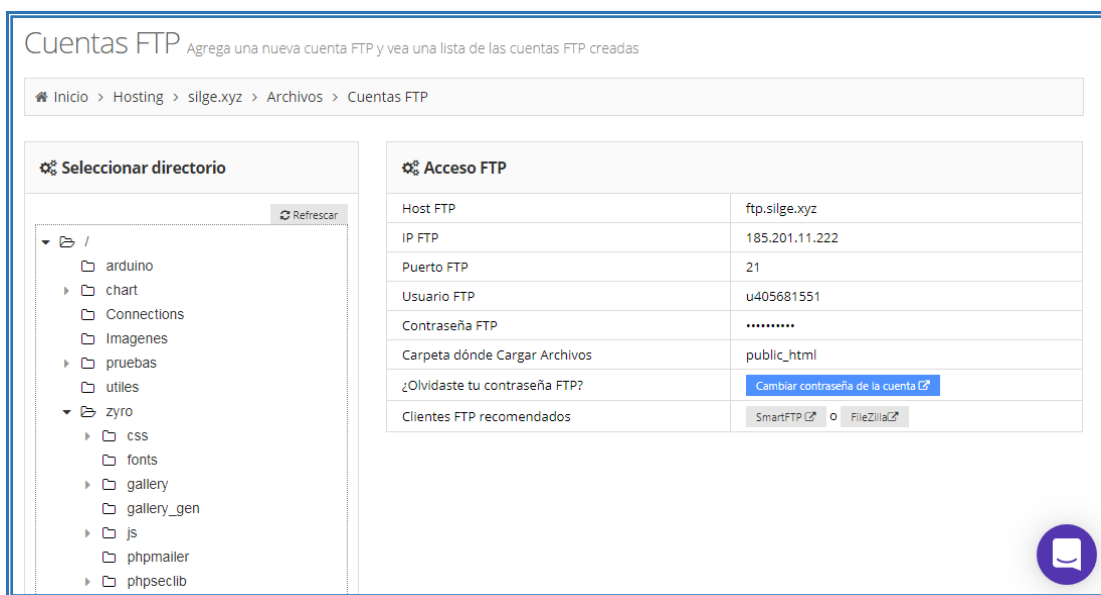 Cuentas FTP Agrega una nueva cuenta FTP y vea una lista de las cuentas FTP creadas
Inicio > Hosting > silge.xyz > Archivos > Cuentas FTP
Seleccionar directorio
Refrescar
/
arduino
chart
Connections
Imagenes
pruebas
utiles
zyro
css
fonts
gallery
gallery_gen
js
phpmailer
phpseclib
Acceso FTP
Host FTP ftp.silge.xyz
IP FTP 185.201.11.222
Puerto FTP 21
Usuario FTP u405681551
Contraseña FTP ••••••••••
Carpeta dónde Cargar Archivos public_html
¿Olvidaste tu contraseña FTP? Cambiar contraseña de la cuenta
Clientes FTP recomendados SmartFTP O FileZilla